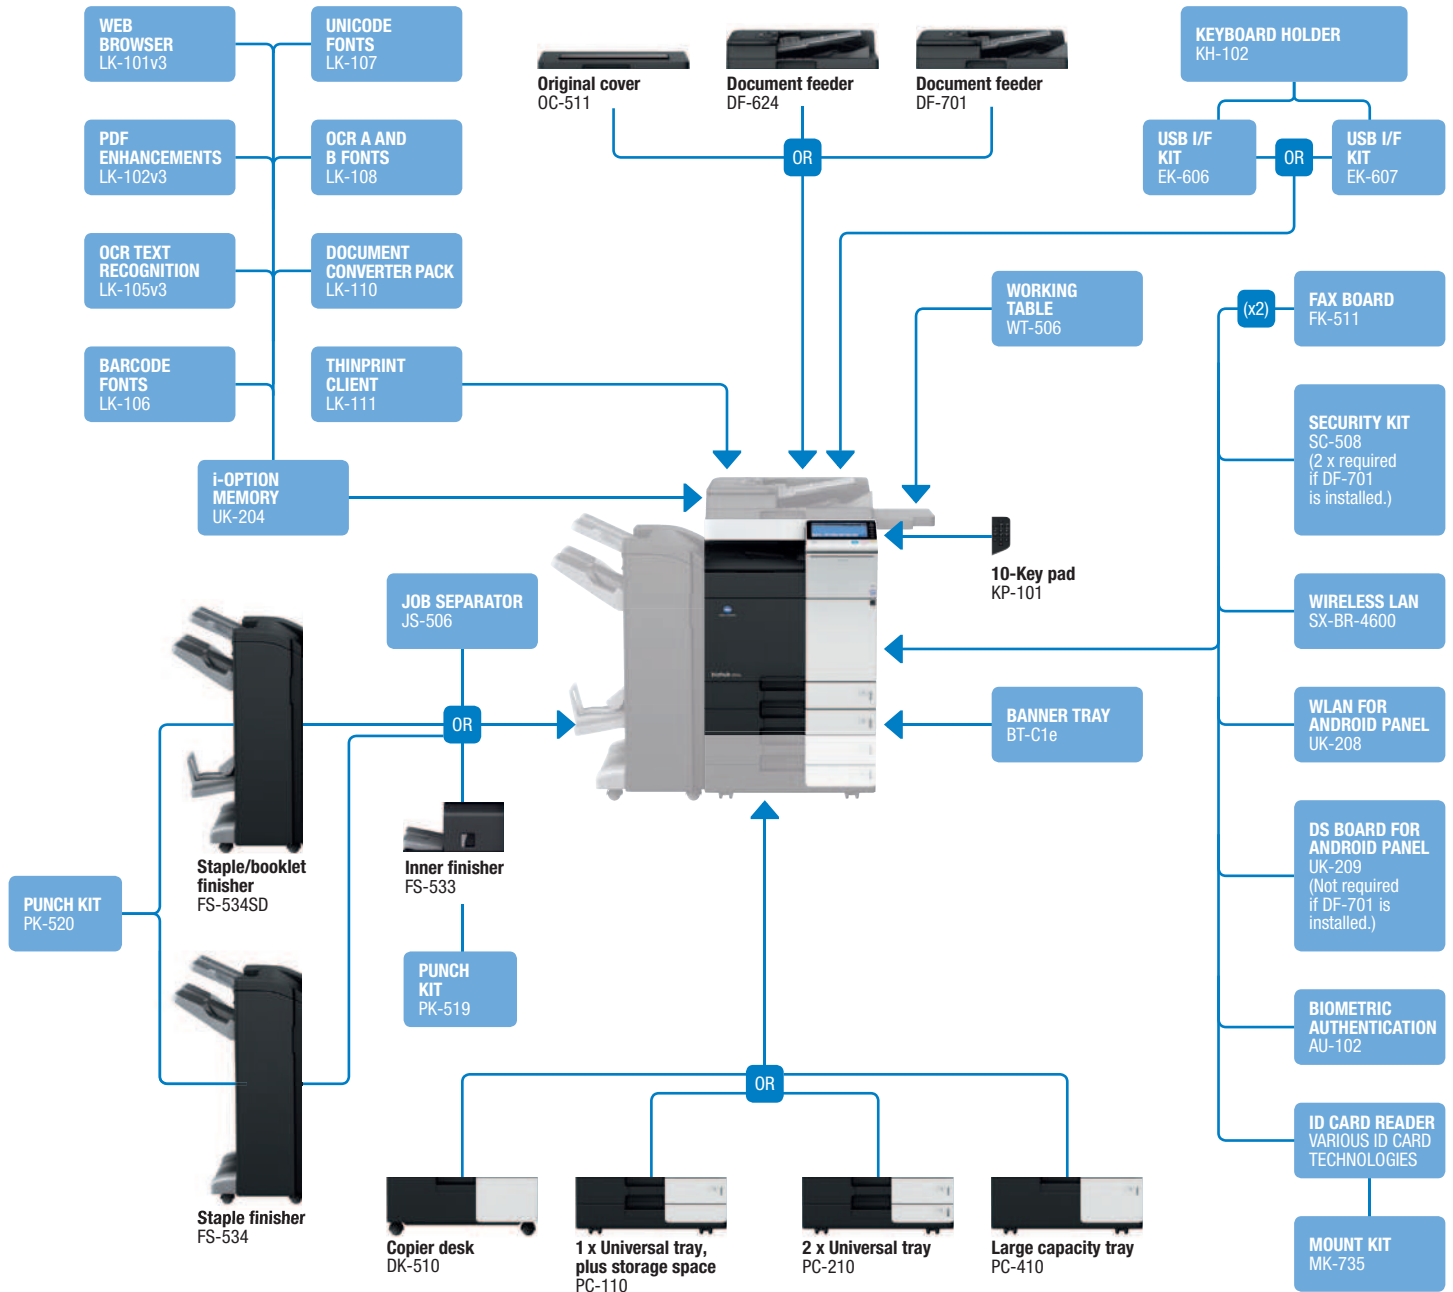 WEB
BROWSER
LK-101v3
UNICODE
FONTS
LK-107
PDF
ENHANCEMENTS
LK-102v3
OCR A AND
B FONTS
LK-108
OCR TEXT
RECOGNITION
LK-105v3
DOCUMENT
CONVERTER PACK
LK-110
BARCODE
FONTS
LK-106
THINPRINT
CLIENT
LK-111
i-OPTION
MEMORY
UK-204
Original cover
OC-511
Document feeder
DF-624
Document feeder
DF-701
OR
KEYBOARD HOLDER
KH-102
USB I/F
KIT
EK-606
OR
USB I/F
KIT
EK-607
WORKING
TABLE
WT-506
(x2)
FAX BOARD
FK-511
SECURITY KIT
SC-508
(2 x required
if DF-701
is installed.)
10-Key pad
KP-101
WIRELESS LAN
SX-BR-4600
JOB SEPARATOR
JS-506
OR
BANNER TRAY
BT-C1e
WLAN FOR
ANDROID PANEL
UK-208
DS BOARD FOR
ANDROID PANEL
UK-209
(Not required
if DF-701 is
installed.)
Staple/booklet
finisher
FS-534SD
Inner finisher
FS-533
PUNCH KIT
PK-520
PUNCH
KIT
PK-519
BIOMETRIC
AUTHENTICATION
AU-102
OR
ID CARD READER
VARIOUS ID CARD
TECHNOLOGIES
Staple finisher
FS-534
Copier desk
DK-510
1 x Universal tray,
plus storage space
PC-110
2 x Universal tray
PC-210
Large capacity tray
PC-410
MOUNT KIT
MK-735